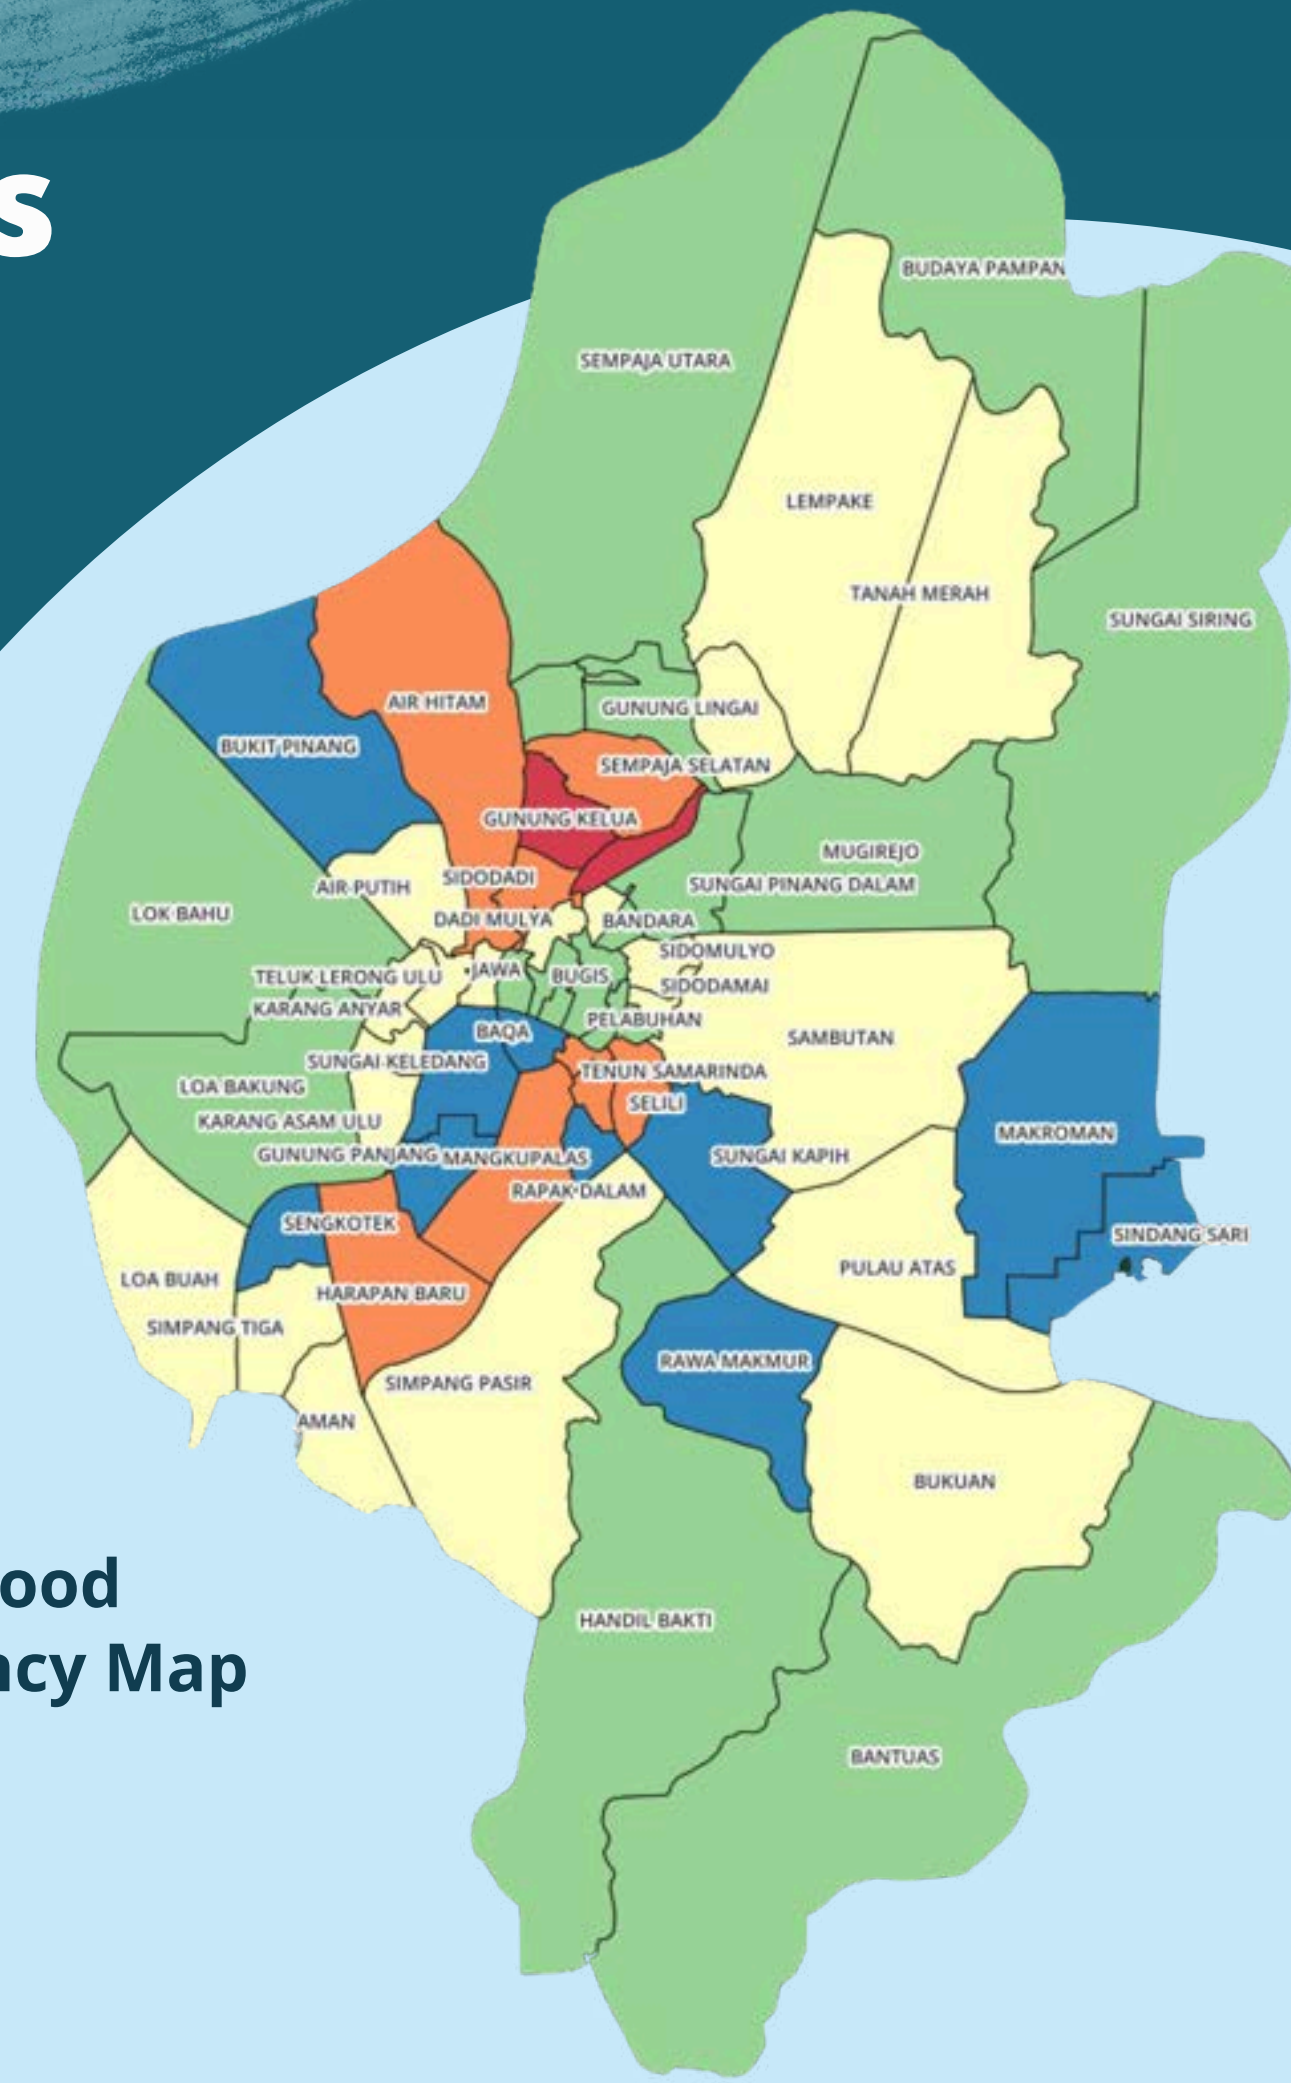 s
BUDAYA PAMPAN
SEMPAJA UTARA
LEMPAKE
TANAH MERAH
SUNGAI SIRING
AIR HITAM
GUNUNG LINGAI
BUKIT PINANG
SEMPAJA SELATAN
GUNUNG KELUA
MUGIREJO
SIDODADI
SUNGAI PINANG DALAM
AIR PUTIH
LOK BAHU
DADI MULYA
BANDARA
SIDOMULYO
TELUK LERONG ULU
JAWA
BUGIS
SIDODAMAI
KARANG ANYAR
PELABUHAN
BAQA
SAMBUTAN
SUNGAI KELEDANG
TENUN SAMARINDA
LOA BAKUNG
SELILI
KARANG ASAM ULU
MAKROMAN
GUNUNG PANJANG
MANGKUPALAS
SUNGAI KAPIH
RAPAK DALAM
SENGKOTEK
SINDANG SARI
LOA BUAH
PULAU ATAS
HARAPAN BARU
SIMPANG TIGA
RAWA MAKMUR
SIMPANG PASIR
AMAN
BUKUAN
ood
ncy Map
HANDIL BAKTI
BANTUAS